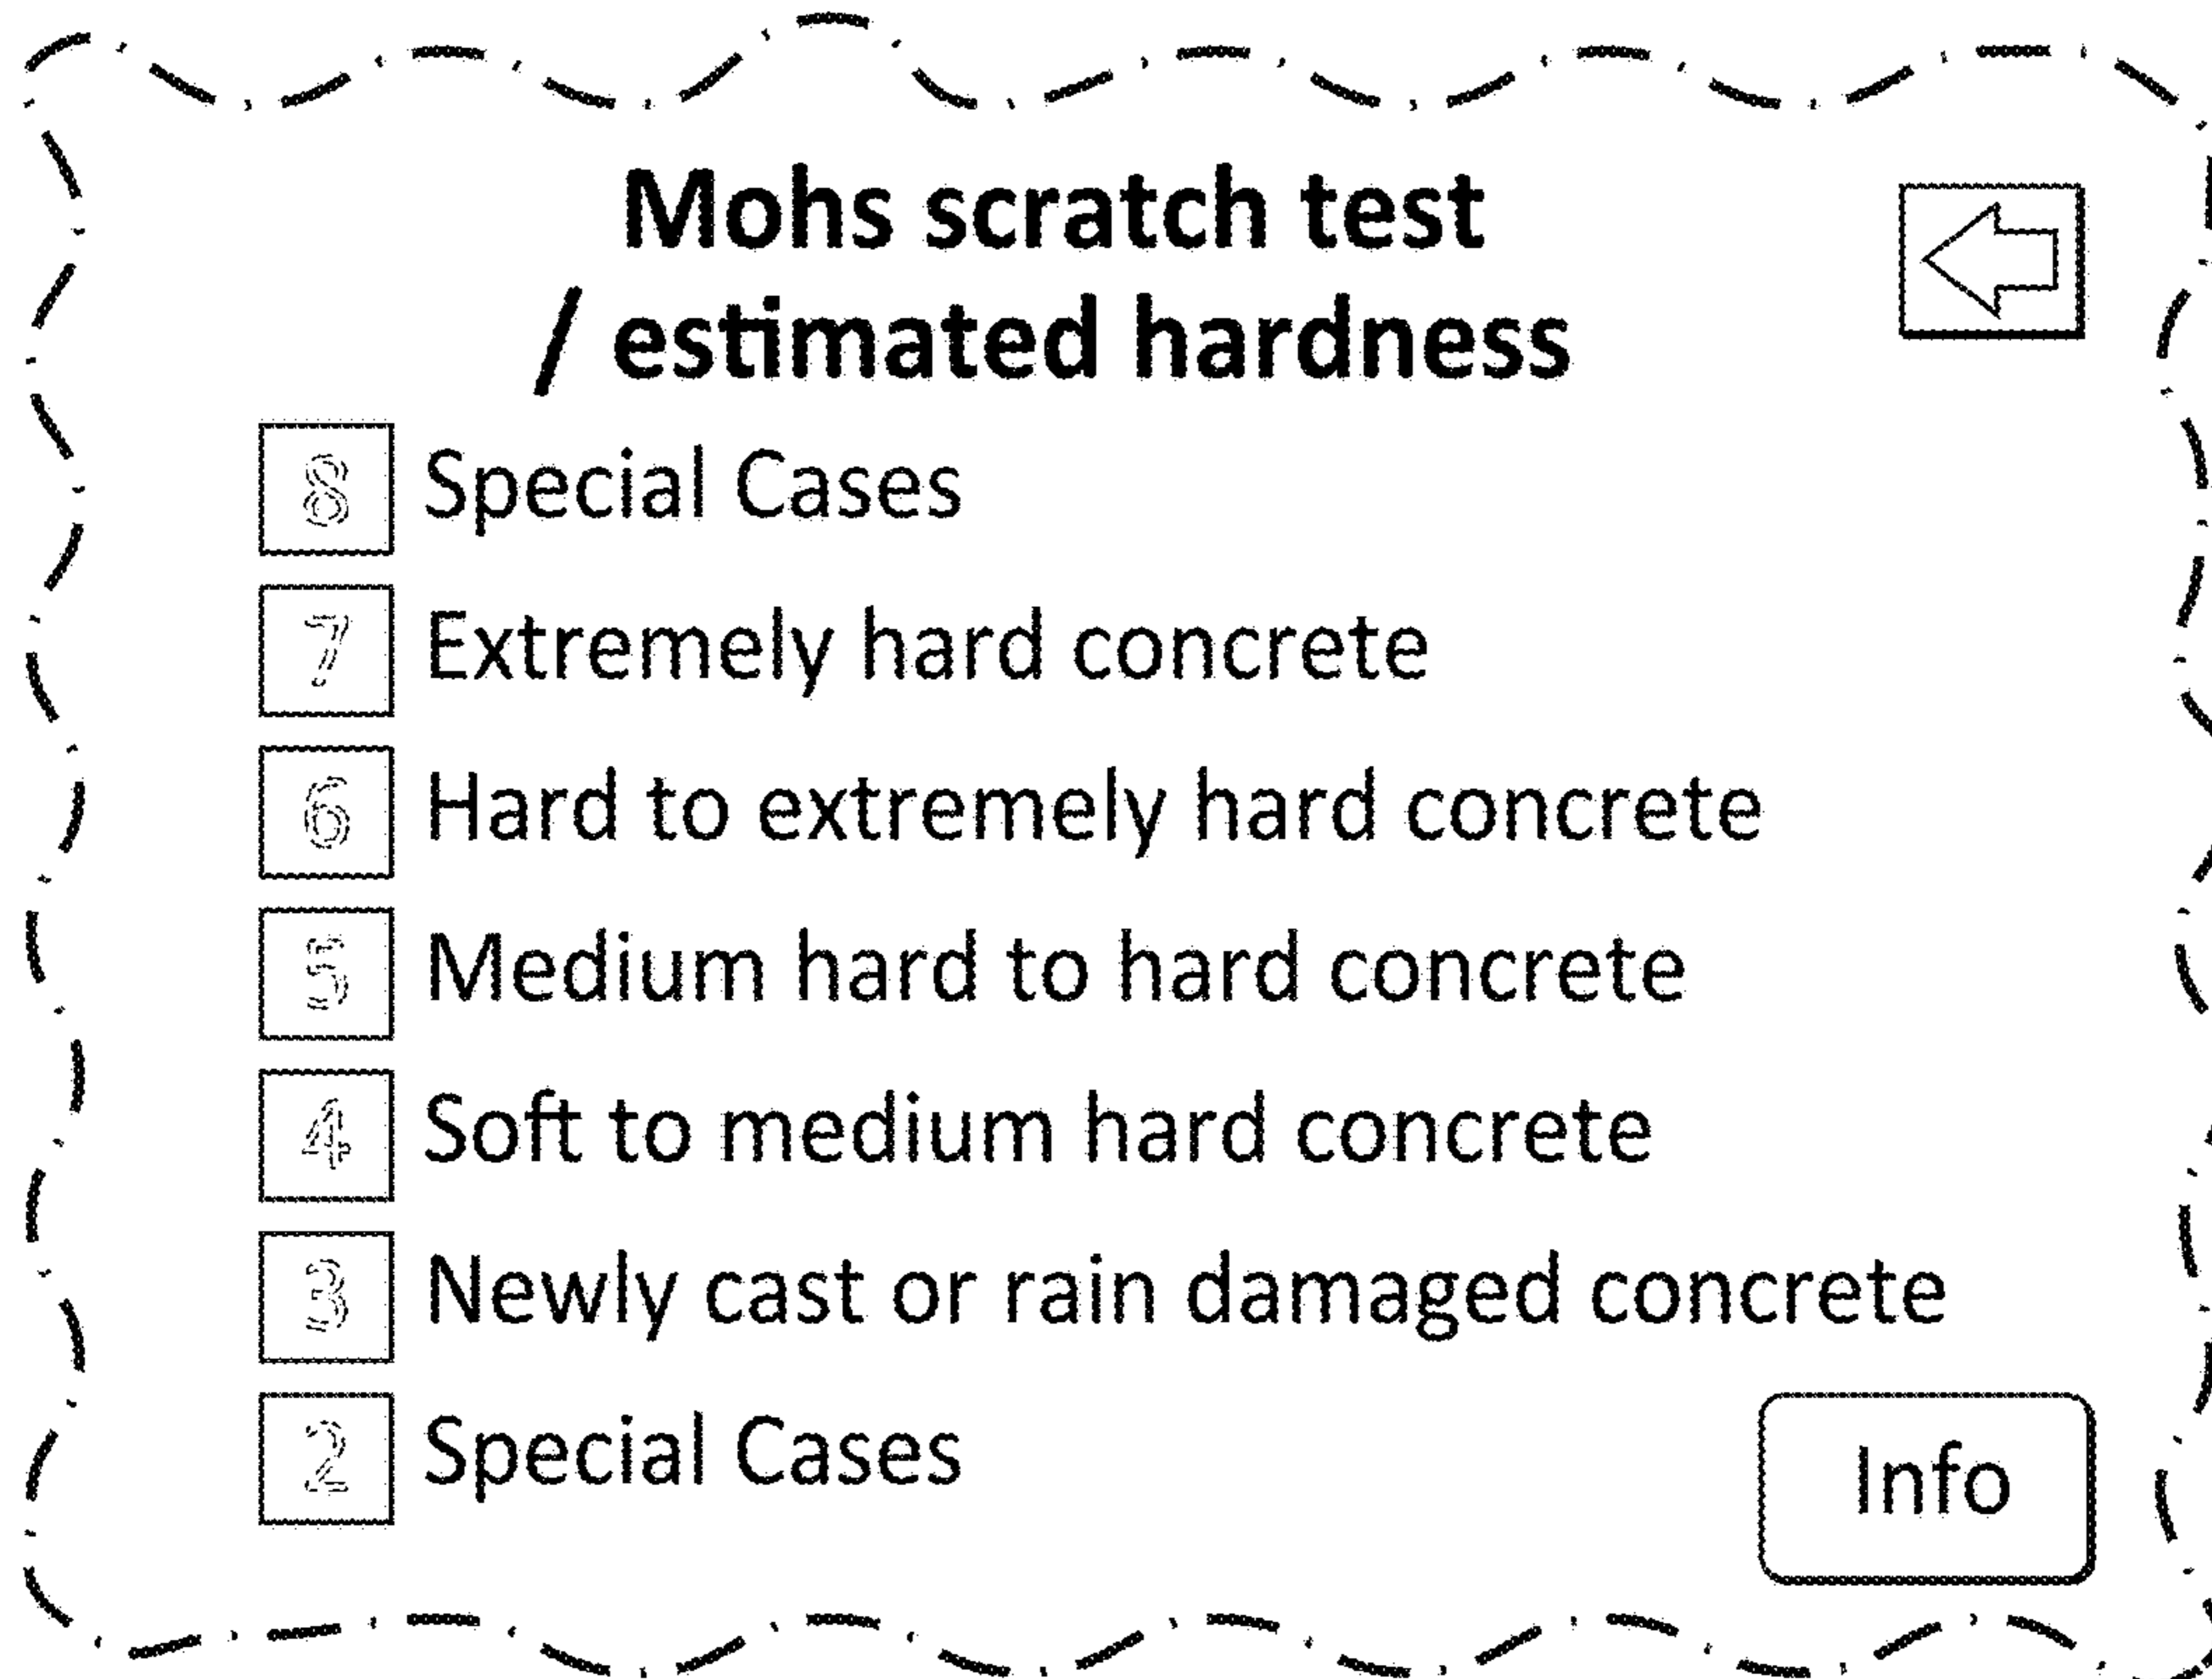 Mohs scratch test
/ estimated hardness
8 Special Cases
7 Extremely hard concrete
6 Hard to extremely hard concrete
5 Medium hard to hard concrete
4 Soft to medium hard concrete
3 Newly cast or rain damaged concrete
2 Special Cases
Info